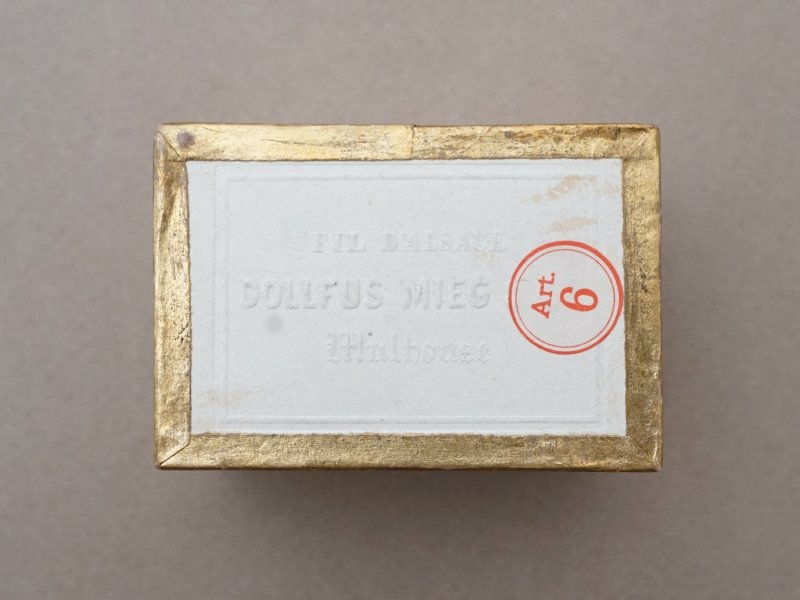 FIL D'ALSACE
DOLLFUS MIEG
Mulhouse
Art.
6